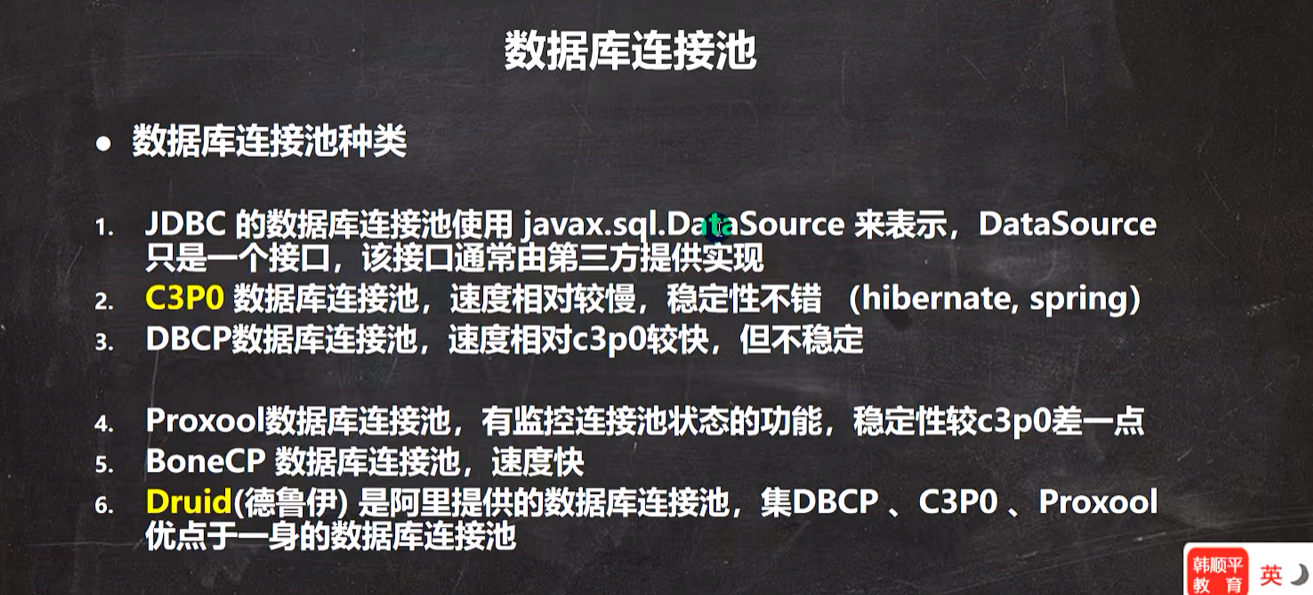 数据库连接池
● 数据库连接池种类
1. JDBC 的数据库连接池使用 javax.sql.DataSource 来表示，DataSource
只是一个接口，该接口通常由第三方提供实现
2. C3P0 数据库连接池，速度相对较慢，稳定性不错 （hibernate, spring）
3. DBCP数据库连接池，速度相对c3p0较快，但不稳定
4. Proxool数据库连接池，有监控连接池状态的功能，稳定性较c3p0差一点
5. BoneCP 数据库连接池，速度快
6. Druid(德鲁伊) 是阿里提供的数据库连接池，集DBCP 、C3P0 、Proxool
优点于一身的数据库连接池
韩顺平
教育
英